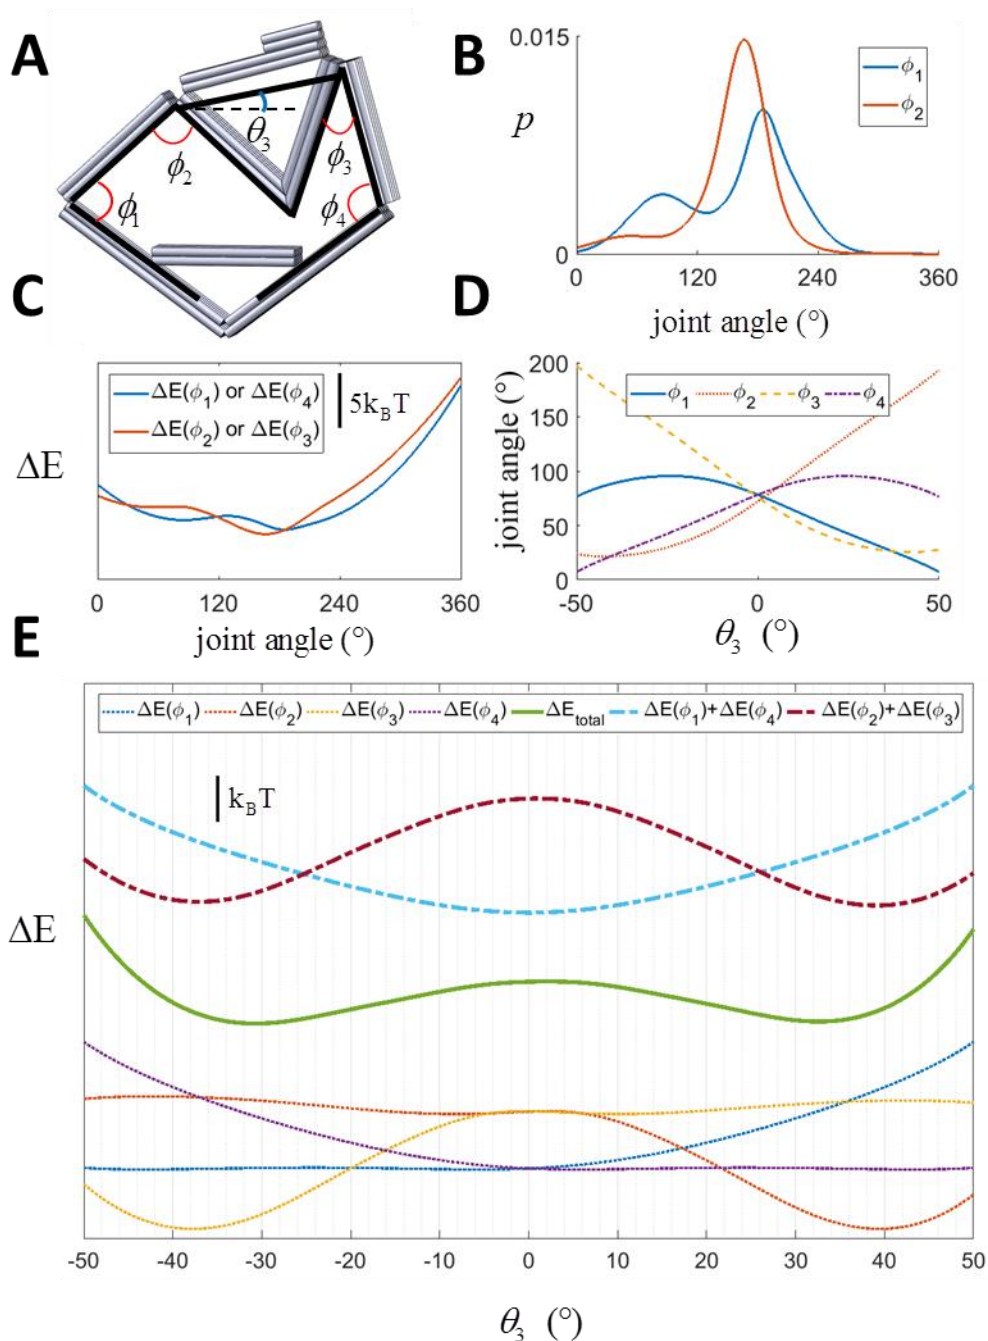 A
θ3
ϕ1
ϕ2
ϕ3
ϕ4
B
0.015
p
0
ϕ1
ϕ2
0 120 240 360
joint angle (°)
C
ΔE(ϕ1) or ΔE(ϕ4)
ΔE(ϕ2) or ΔE(ϕ3)
5kBT
ΔE
0 120 240 360
joint angle (°)
D
200
150
100
50
0
joint angle (°)
ϕ1 ϕ2 ϕ3 ϕ4
-50 0 50
θ3 (°)
E
ΔE(ϕ1) ΔE(ϕ2) ΔE(ϕ3) ΔE(ϕ4) ΔEtotal ΔE(ϕ1)+ΔE(ϕ4) ΔE(ϕ2)+ΔE(ϕ3)
kBT
ΔE
-50 -40 -30 -20 -10 0 10 20 30 40 50
θ3 (°)